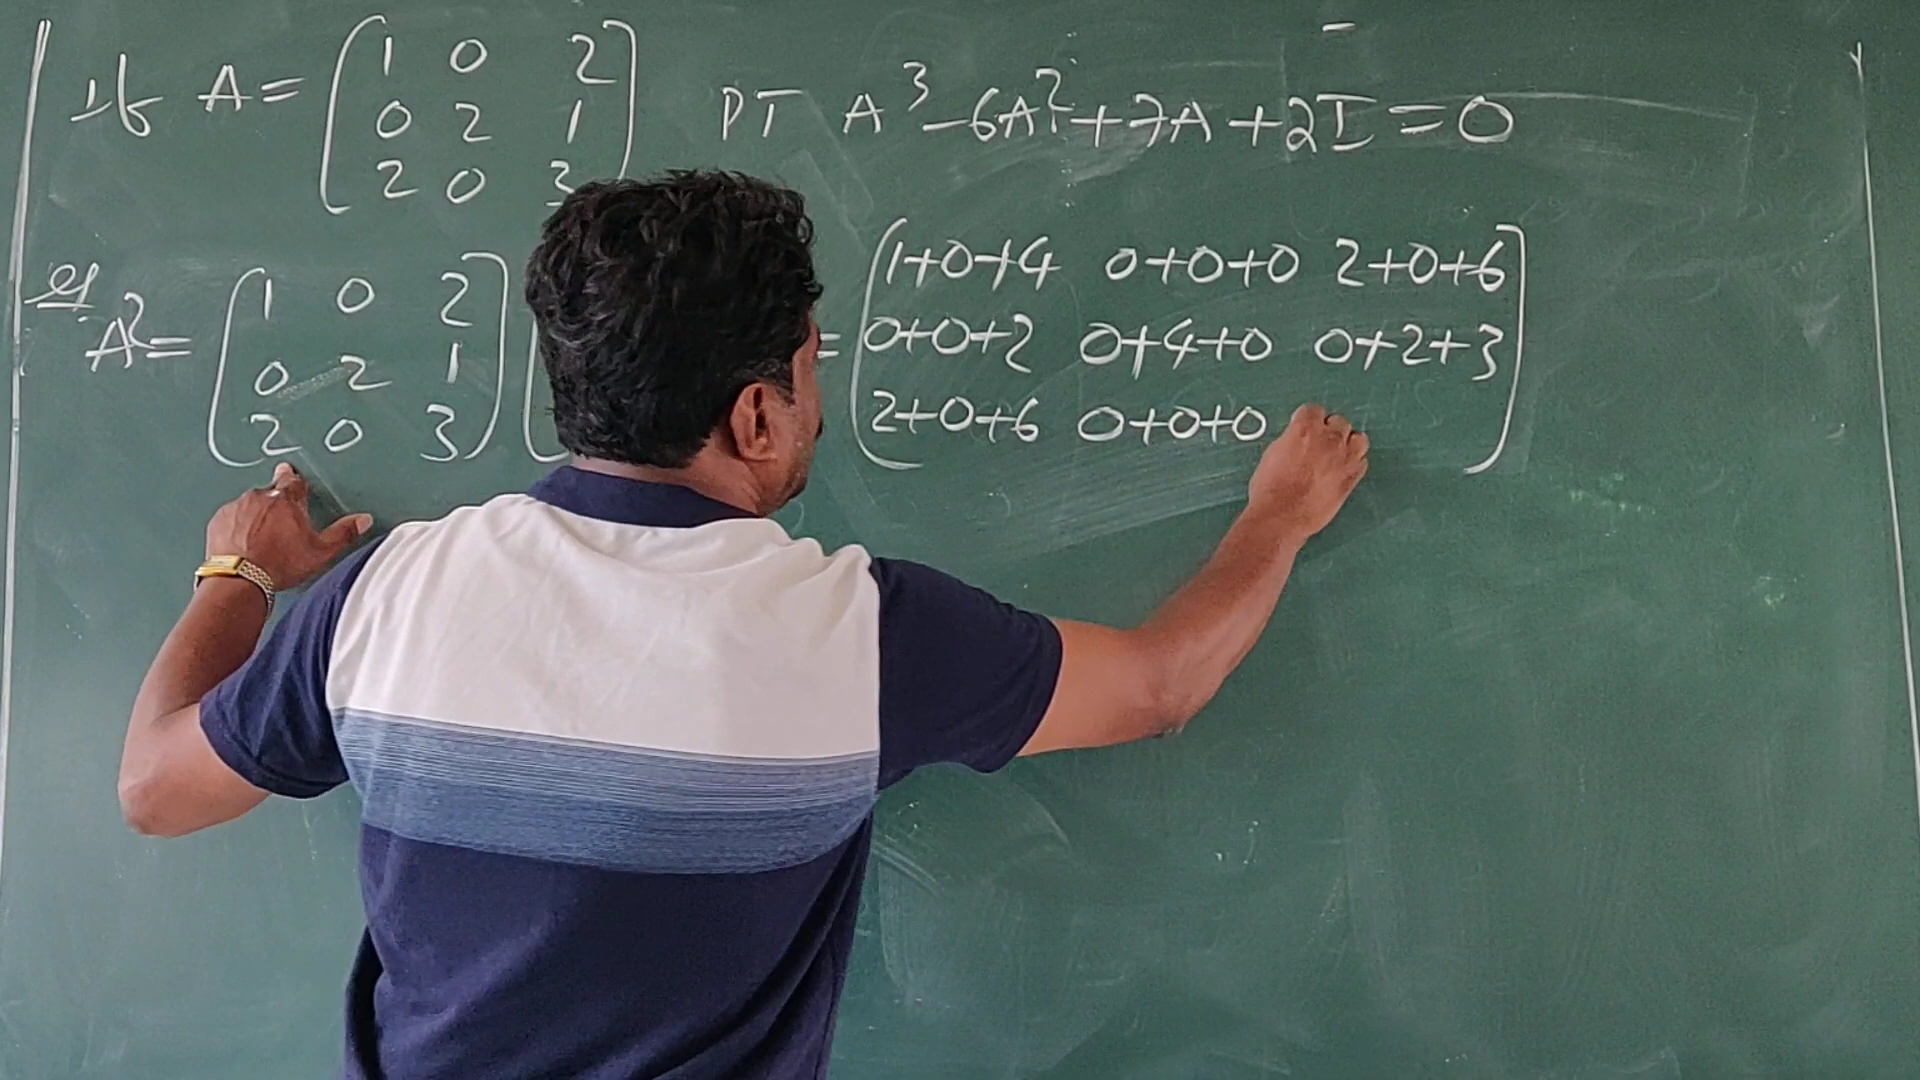 If A = [1 0 2
0 2 1
2 0 3] PT A³ - 6A² + 7A + 2I = 0
A² = [1 0 2
0 2 1
2 0 3] [ = [1+0+4 0+0+0 2+0+6
0+0+2 0+4+0 0+2+3
2+0+6 0+0+0 ]